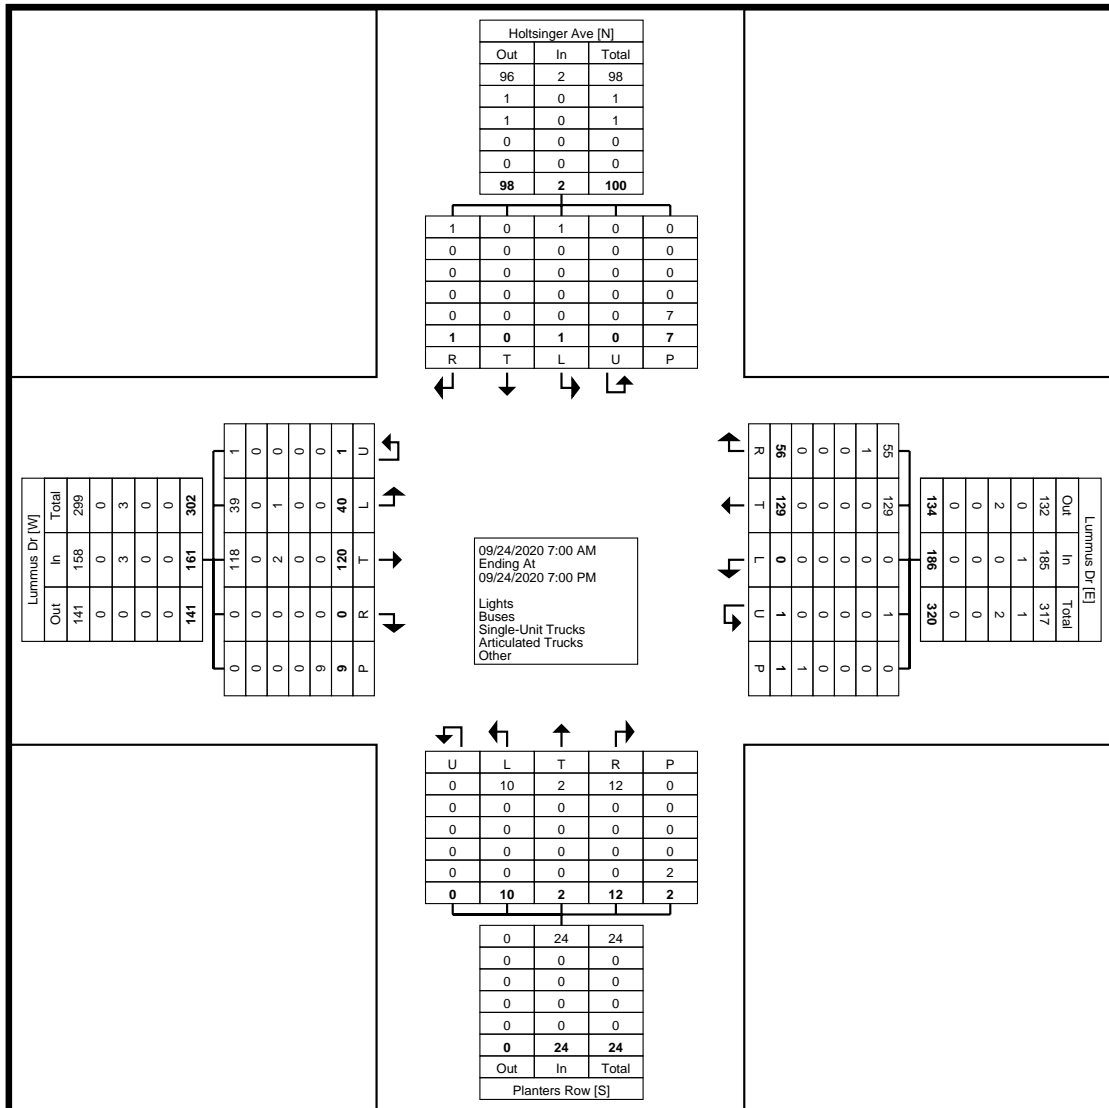 Holtsinger Ave [N]
Out In Total
96 2 98
1 0 1
1 0 1
0 0 0
0 0 0
98 2 100
1 0 1 0 0
0 0 0 0 0
0 0 0 0 0
0 0 0 0 0
0 0 0 0 7
1 0 1 0 7
R T L U P
Lummus Dr [W]
Out In Total
141 158 299
0 0 0
0 3 3
0 0 0
0 0 0
141 161 302
0 0 118 39 1
0 0 0 0 0
0 0 2 1 0
0 0 0 0 0
9 0 0 0 0
9 0 120 40 1
P R T L U
09/24/2020 7:00 AM
Ending At
09/24/2020 7:00 PM
Lights
Buses
Single-Unit Trucks
Articulated Trucks
Other
Lummus Dr [E]
Out In Total
132 185 317
0 1 1
2 0 2
0 0 0
0 0 0
134 186 320
55 129 0 1 0
1 0 0 0 0
0 0 0 0 0
0 0 0 0 0
0 0 0 0 1
56 129 0 1 1
R T L U P
U L T R P
0 10 2 12 0
0 0 0 0 0
0 0 0 0 0
0 0 0 0 0
0 0 0 0 2
0 10 2 12 2
0 24 24
0 0 0
0 0 0
0 0 0
0 0 0
0 24 24
Out In Total
Planters Row [S]